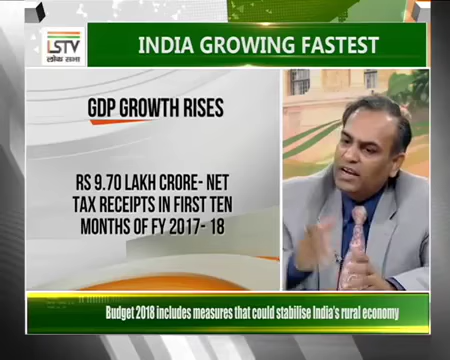 LSTV
लोक सभा
INDIA GROWING FASTEST
GDP GROWTH RISES
RS 9.70 LAKH CRORE- NET
TAX RECEIPTS IN FIRST TEN
MONTHS OF FY 2017- 18
Budget 2018 includes measures that could stabilise India's rural economy